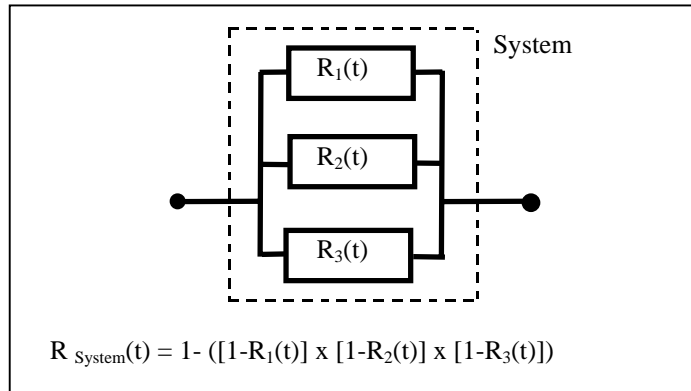 System
R₁(t)
R₂(t)
R₃(t)
R System(t) = 1- ([1-R₁(t)] x [1-R₂(t)] x [1-R₃(t)])